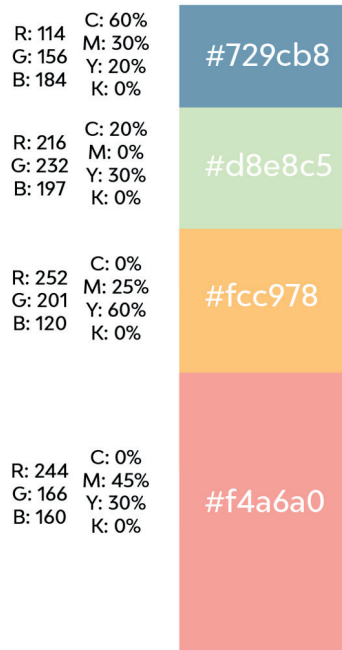 R: 114
G: 156
B: 184
C: 60%
M: 30%
Y: 20%
K: 0%
#729cb8
R: 216
G: 232
B: 197
C: 20%
M: 0%
Y: 30%
K: 0%
#d8e8c5
R: 252
G: 201
B: 120
C: 0%
M: 25%
Y: 60%
K: 0%
#fcc978
R: 244
G: 166
B: 160
C: 0%
M: 45%
Y: 30%
K: 0%
#f4a6a0